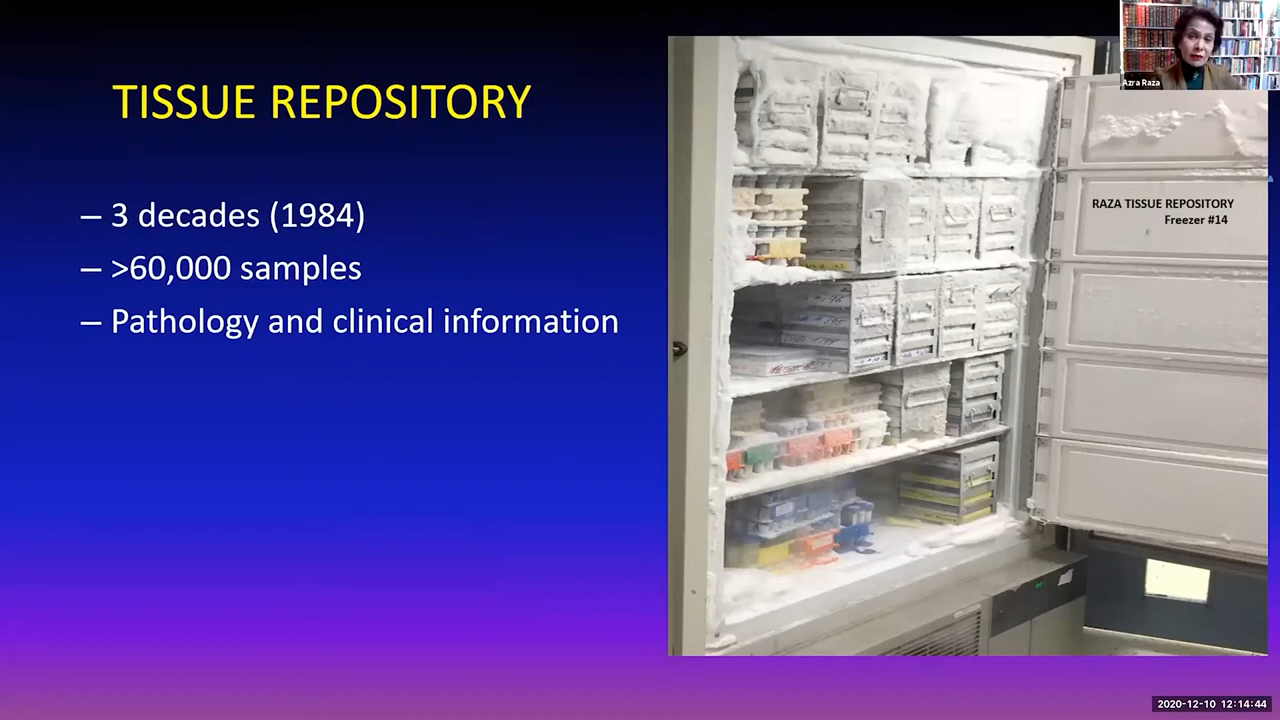 TISSUE REPOSITORY
– 3 decades (1984)
– >60,000 samples
– Pathology and clinical information
RAZA TISSUE REPOSITORY
Freezer #14
Azra Raza
2020-12-10 12:14:44